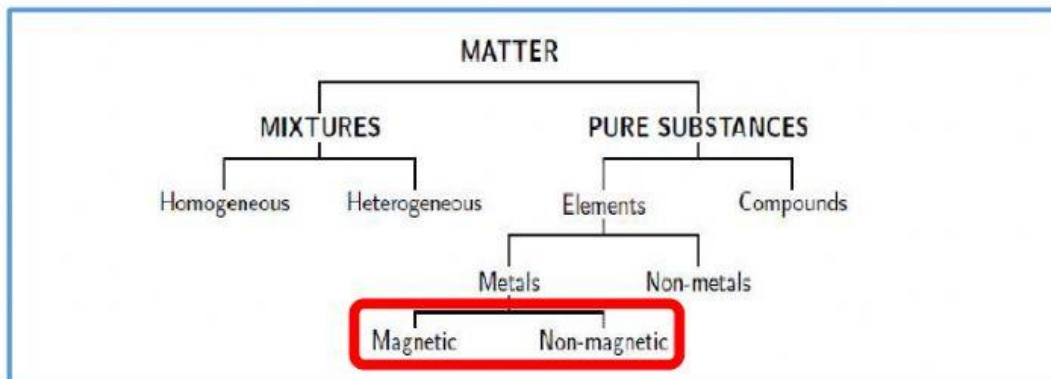 MATTER
MIXTURES PURE SUBSTANCES
Homogeneous Heterogeneous Elements Compounds
Metals Non-metals
Magnetic Non-magnetic